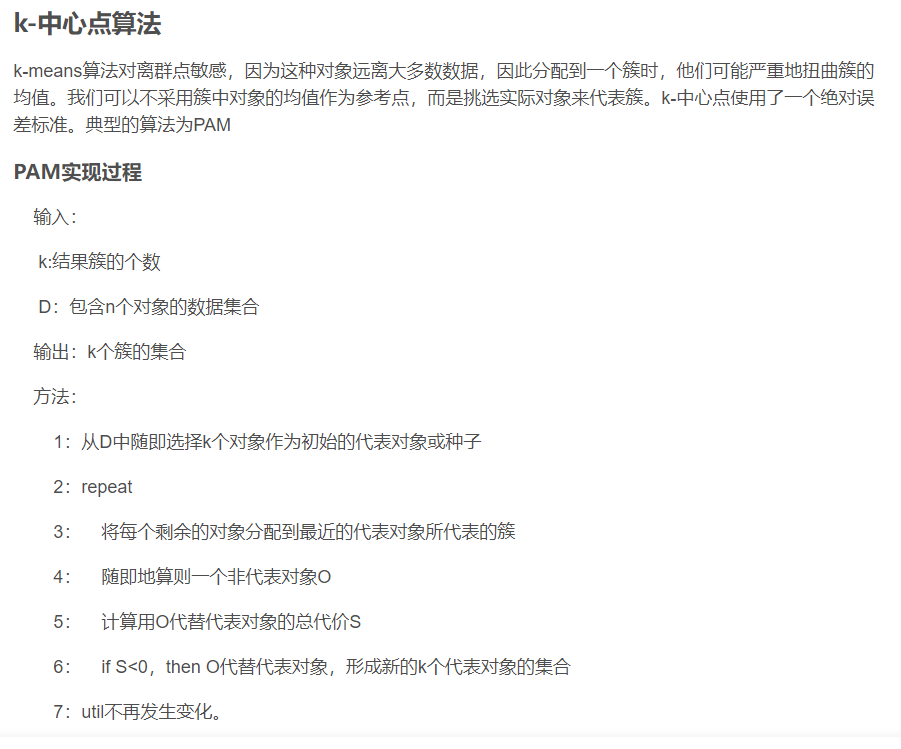 k-中心点算法
k-means算法对离群点敏感，因为这种对象远离大多数数据，因此分配到一个簇时，他们可能严重地扭曲簇的
均值。我们可以不采用簇中对象的均值作为参考点，而是挑选实际对象来代表簇。k-中心点使用了一个绝对误
差标准。典型的算法为PAM
PAM实现过程
输入：
k:结果簇的个数
D：包含n个对象的数据集合
输出：k个簇的集合
方法：
1：从D中随即选择k个对象作为初始的代表对象或种子
2：repeat
3： 将每个剩余的对象分配到最近的代表对象所代表的簇
4： 随即地算则一个非代表对象O
5： 计算用O代替代表对象的总代价S
6： if S<0，then O代替代表对象，形成新的k个代表对象的集合
7：util不再发生变化。